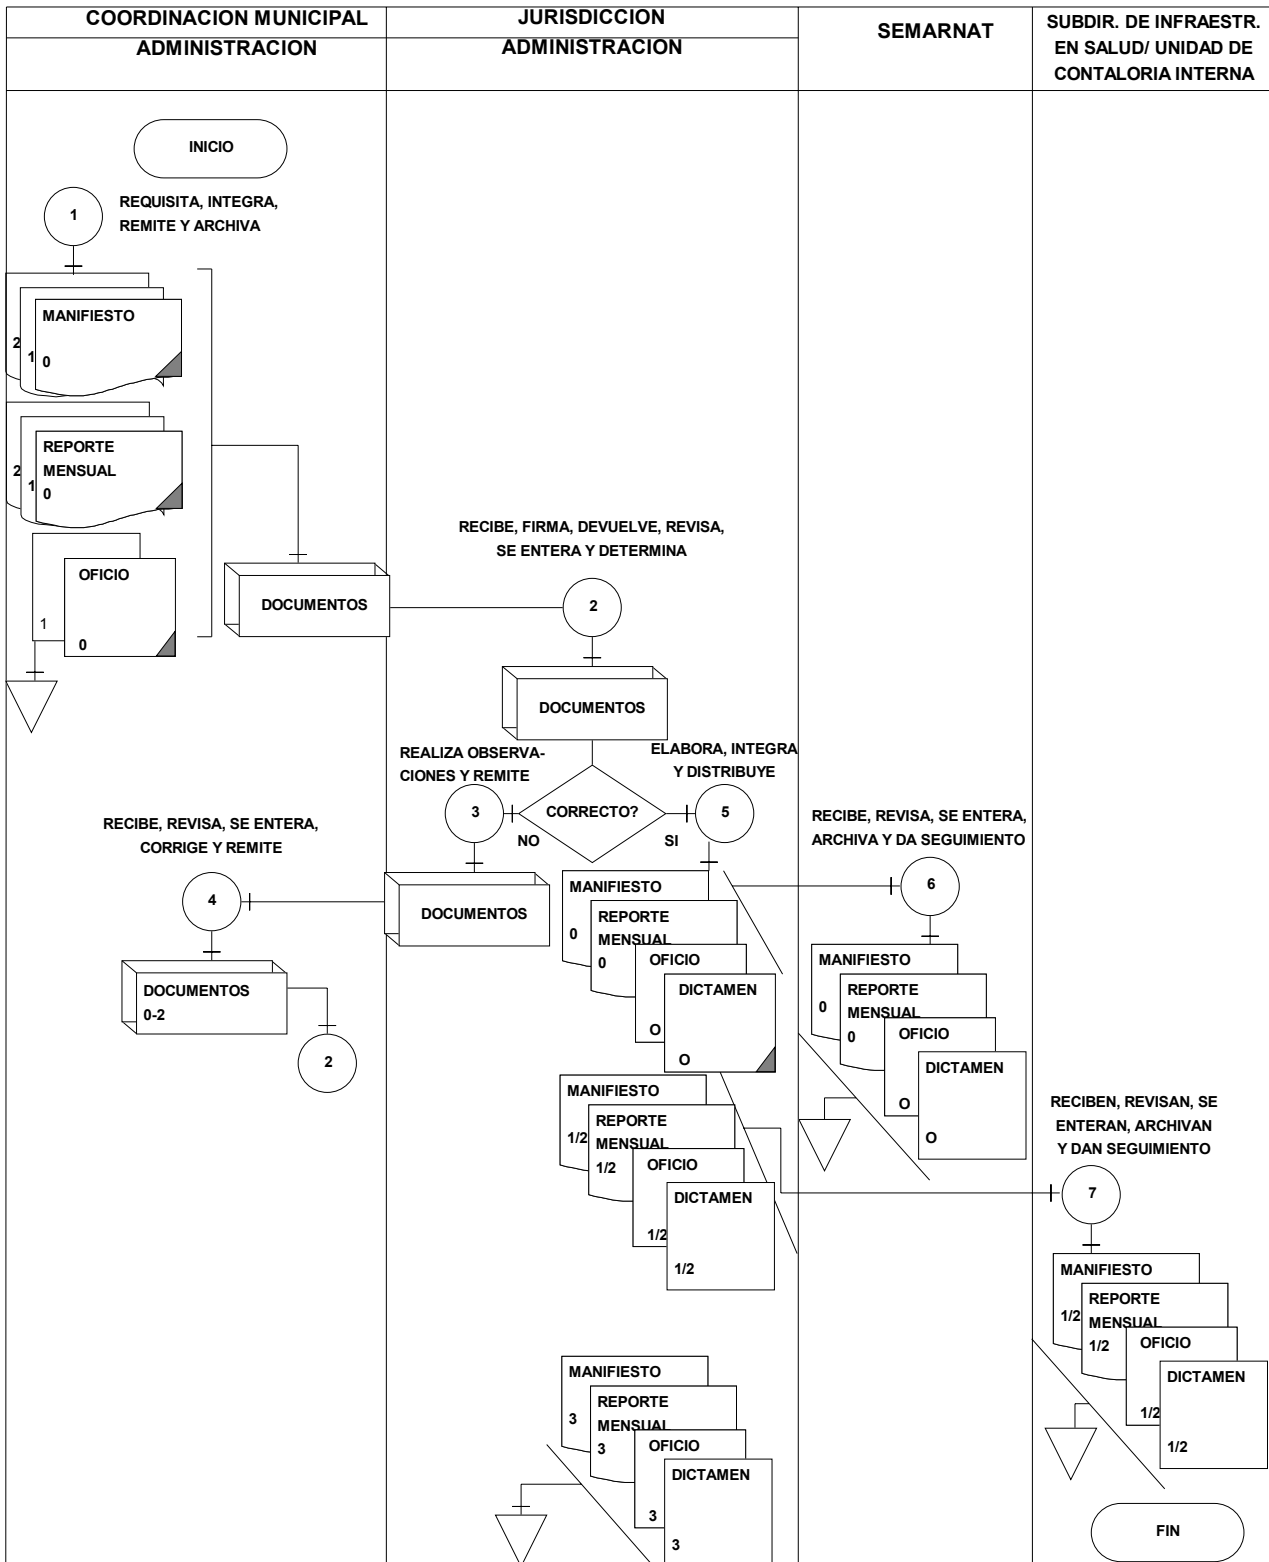 COORDINACION MUNICIPAL
ADMINISTRACION
JURISDICCION
ADMINISTRACION
SEMARNAT
SUBDIR. DE INFRAESTR.
EN SALUD/ UNIDAD DE
CONTALORIA INTERNA
INICIO
1
REQUISITA, INTEGRA,
REMITE Y ARCHIVA
MANIFIESTO
2
1
0
REPORTE
MENSUAL
2
1
0
OFICIO
1
0
DOCUMENTOS
RECIBE, FIRMA, DEVUELVE, REVISA,
SE ENTERA Y DETERMINA
2
DOCUMENTOS
REALIZA OBSERVA-
CIONES Y REMITE
3
CORRECTO?
NO
SI
ELABORA, INTEGRA
Y DISTRIBUYE
5
DOCUMENTOS
RECIBE, REVISA, SE ENTERA,
CORRIGE Y REMITE
4
DOCUMENTOS
0-2
2
MANIFIESTO
0
REPORTE
MENSUAL
0
OFICIO
O
DICTAMEN
O
RECIBE, REVISA, SE ENTERA,
ARCHIVA Y DA SEGUIMIENTO
6
MANIFIESTO
0
REPORTE
MENSUAL
0
OFICIO
O
DICTAMEN
O
MANIFIESTO
1/2
REPORTE
MENSUAL
1/2
OFICIO
1/2
DICTAMEN
1/2
RECIBEN, REVISAN, SE
ENTERAN, ARCHIVAN
Y DAN SEGUIMIENTO
7
MANIFIESTO
1/2
REPORTE
MENSUAL
1/2
OFICIO
1/2
DICTAMEN
1/2
MANIFIESTO
3
REPORTE
MENSUAL
3
OFICIO
3
DICTAMEN
3
FIN